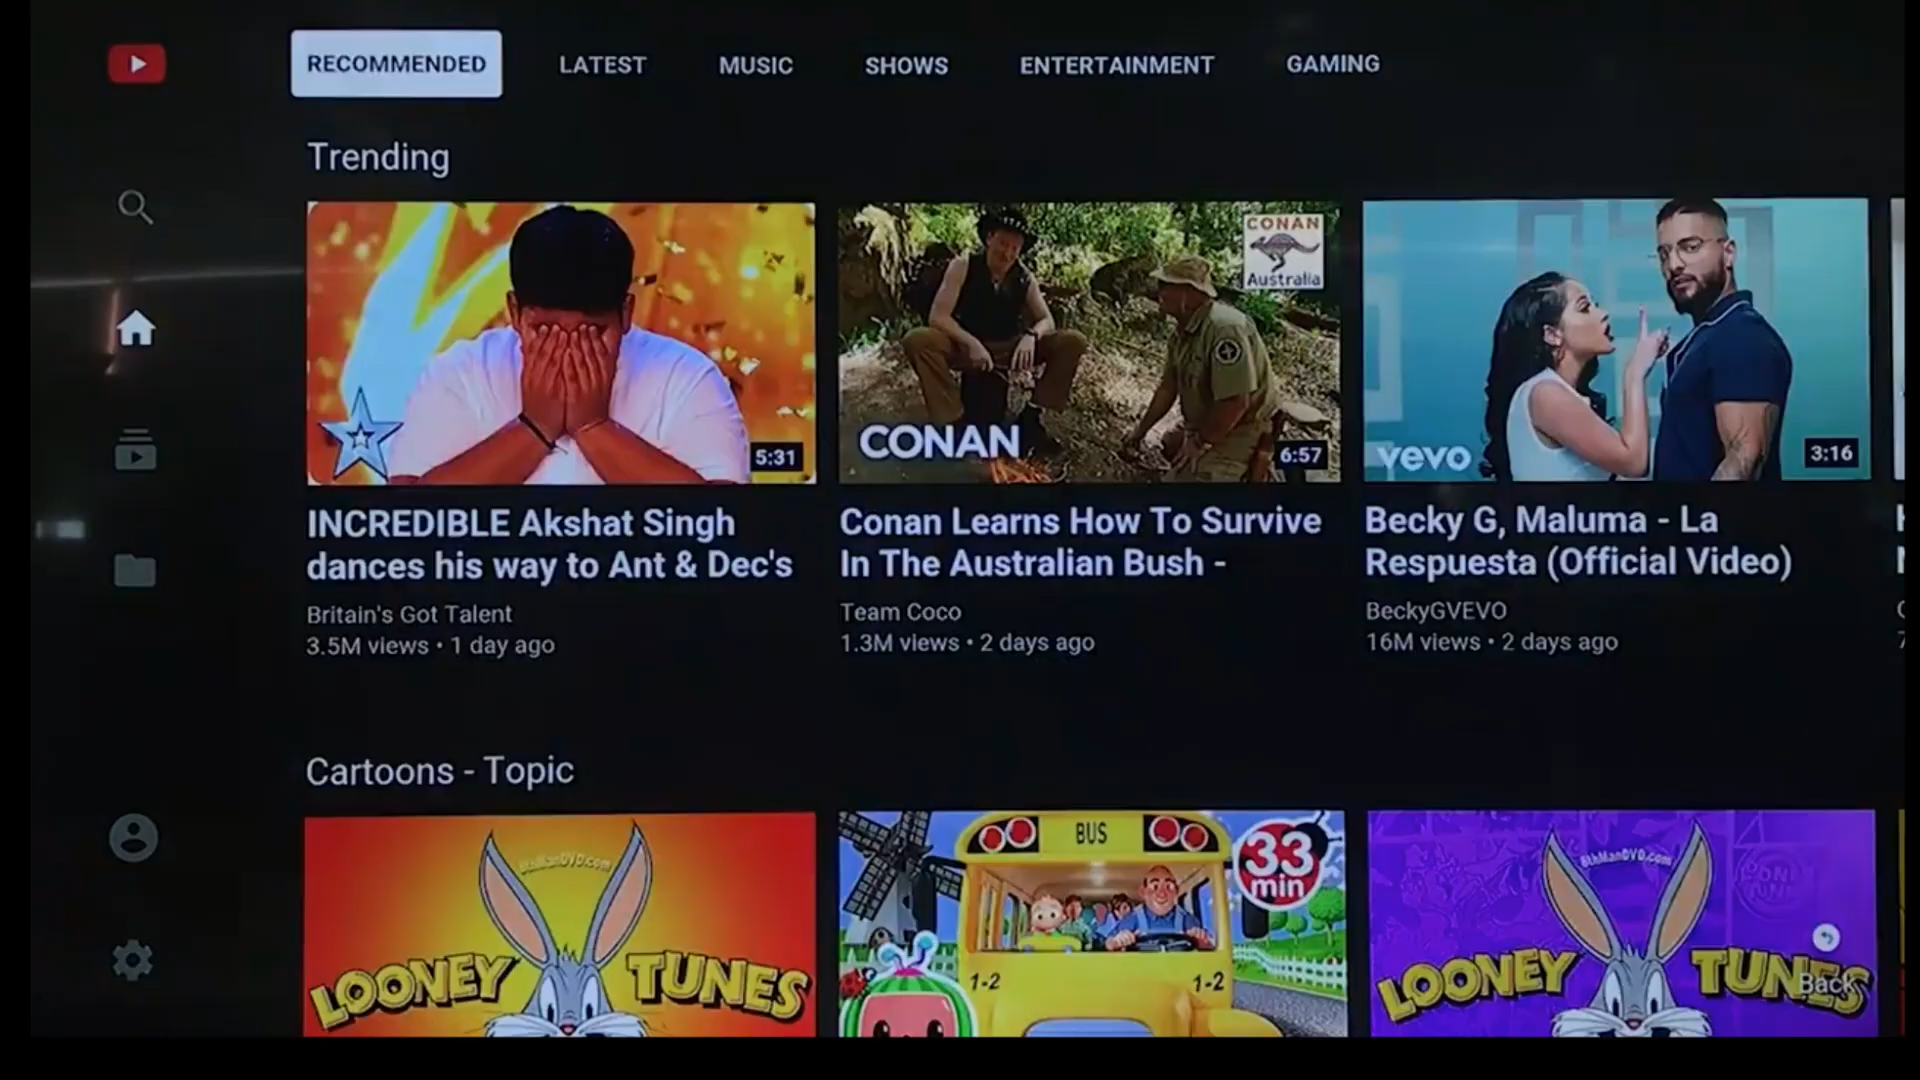 RECOMMENDED LATEST MUSIC SHOWS ENTERTAINMENT GAMING
Trending
CONAN
Australia
CONAN
vevo
5:31
6:57
3:16
INCREDIBLE Akshat Singh
dances his way to Ant & Dec's
Britain's Got Talent
3.5M views • 1 day ago
Conan Learns How To Survive
In The Australian Bush -
Team Coco
1.3M views • 2 days ago
Becky G, Maluma - La
Respuesta (Official Video)
BeckyGVEVO
16M views • 2 days ago
Cartoons - Topic
8thManDVD.com
LOONEY TUNES
BUS
33
min
1-2
1-2
8thManDVD.com
LOONEY TUNES
Back